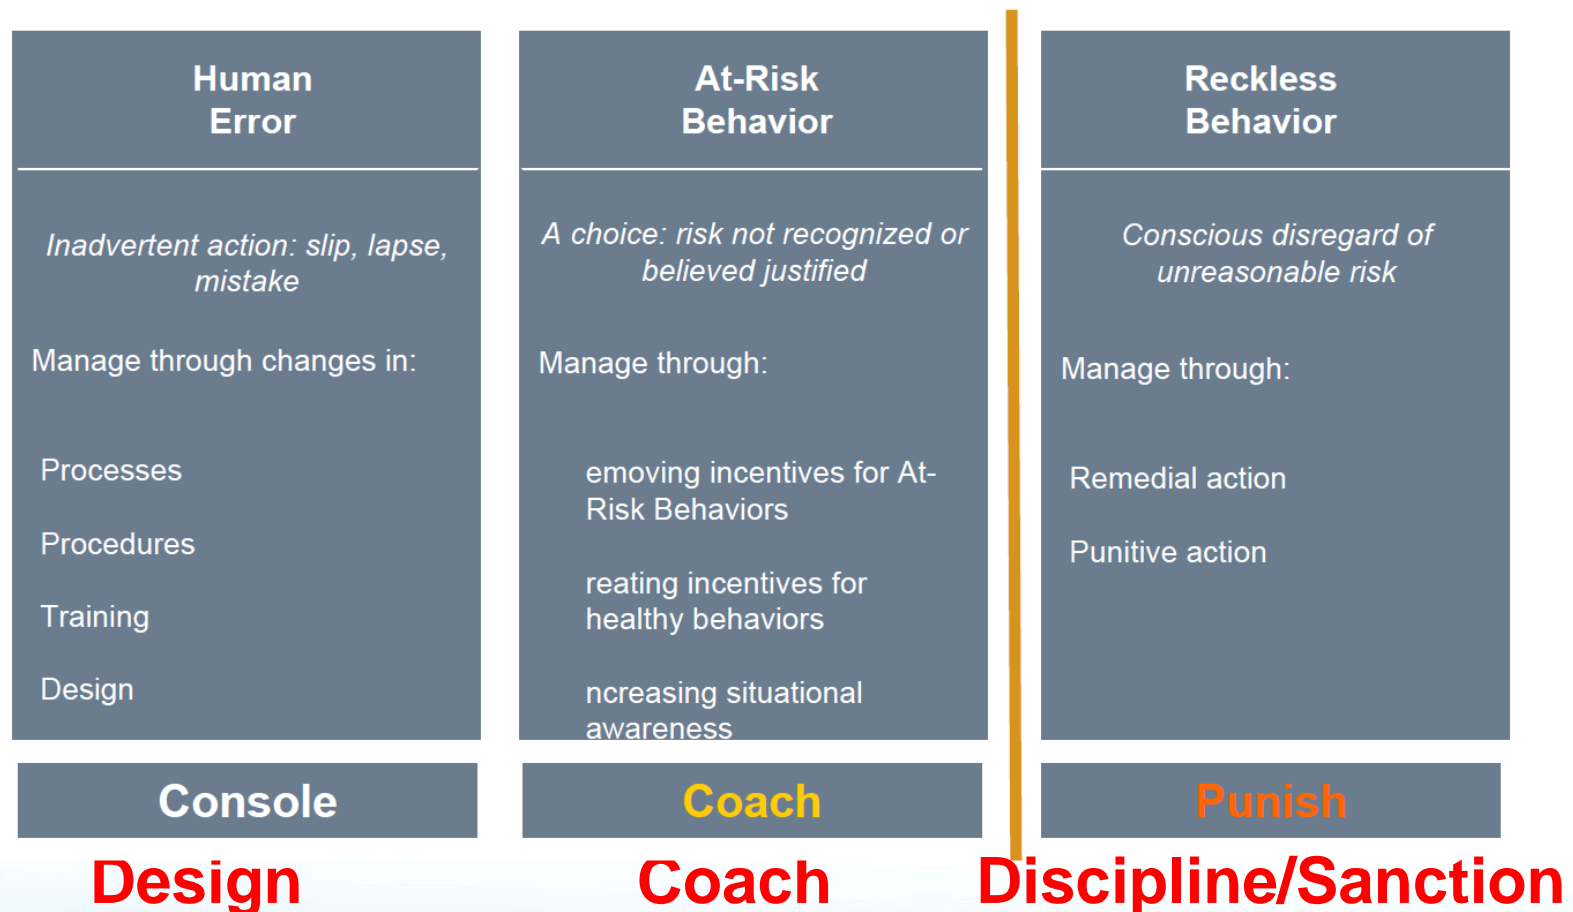 Human
Error
Inadvertent action: slip, lapse,
mistake
Manage through changes in:
Processes
Procedures
Training
Design
Console
Design
At-Risk
Behavior
A choice: risk not recognized or
believed justified
Manage through:
emoving incentives for At-
Risk Behaviors
reating incentives for
healthy behaviors
ncreasing situational
awareness
Coach
Coach
Reckless
Behavior
Conscious disregard of
unreasonable risk
Manage through:
Remedial action
Punitive action
Punish
Discipline/Sanction